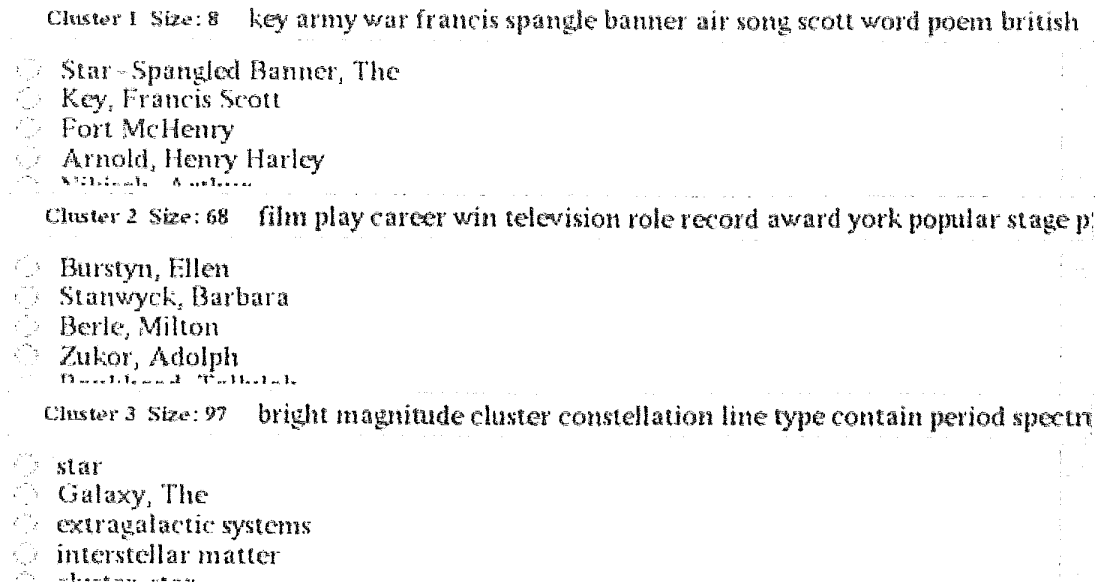 Cluster 1 Size: 8 key army war francis spangle banner air song scott word poem british
Star-Spangled Banner, The
Key, Francis Scott
Fort McHenry
Arnold, Henry Harley
Cluster 2 Size: 68 film play career win television role record award york popular stage p
Burstyn, Ellen
Stanwyck, Barbara
Berle, Milton
Zukor, Adolph
Cluster 3 Size: 97 bright magnitude cluster constellation line type contain period spectru
star
Galaxy, The
extragalactic systems
interstellar matter
cluster, star